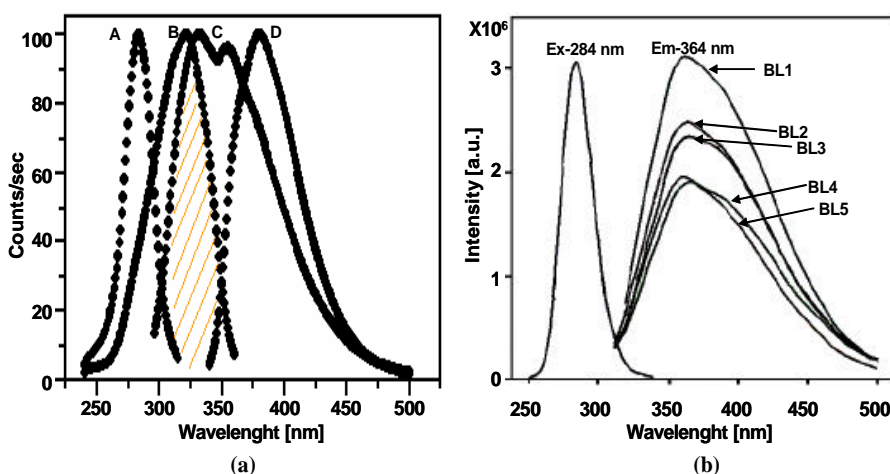 A B C D
100
80
60
40
20
0
Counts/sec
250 300 350 400 450 500
Wavelenght [nm]
(a)
X10⁶
Ex-284 nm Em-364 nm
BL1
BL2
BL3
BL4
BL5
3
2
1
0
Intensity [a.u.]
250 300 350 400 450 500
Wavelenght [nm]
(b)